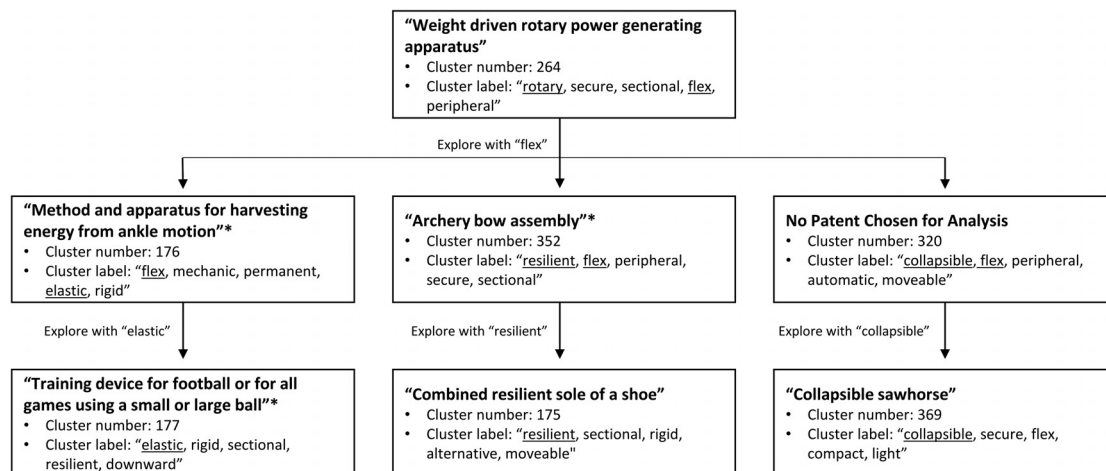 “Weight driven rotary power generating
apparatus”
• Cluster number: 264
• Cluster label: “rotary, secure, sectional, flex,
peripheral”
Explore with “flex”
“Method and apparatus for harvesting
energy from ankle motion”*
• Cluster number: 176
• Cluster label: “flex, mechanic, permanent,
elastic, rigid”
“Archery bow assembly”*
• Cluster number: 352
• Cluster label: “resilient, flex, peripheral,
secure, sectional”
No Patent Chosen for Analysis
• Cluster number: 320
• Cluster label: “collapsible, flex, peripheral,
automatic, moveable”
Explore with “elastic”
Explore with “resilient”
Explore with “collapsible”
“Training device for football or for all
games using a small or large ball”*
• Cluster number: 177
• Cluster label: “elastic, rigid, sectional,
resilient, downward”
“Combined resilient sole of a shoe”
• Cluster number: 175
• Cluster label: “resilient, sectional, rigid,
alternative, moveable"
“Collapsible sawhorse”
• Cluster number: 369
• Cluster label: “collapsible, secure, flex,
compact, light”